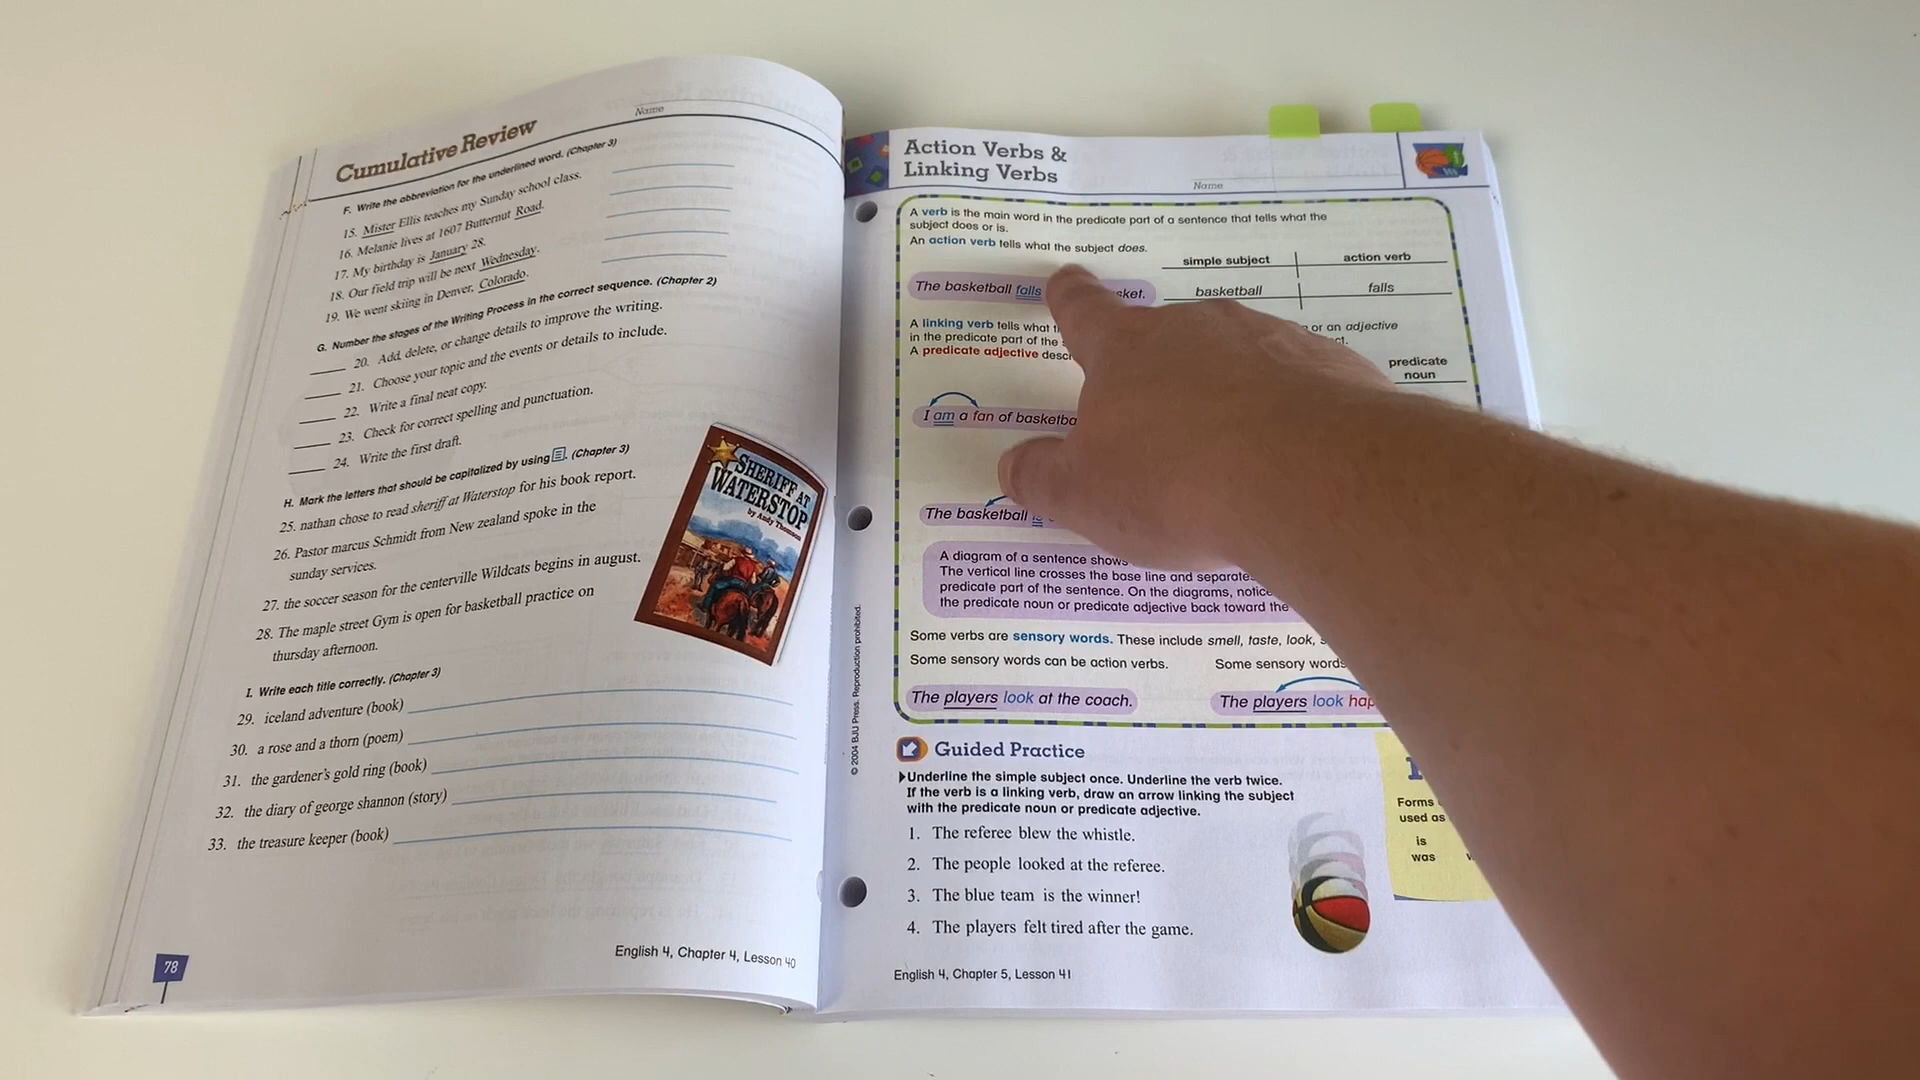 Cumulative Review
Name
F. Write the abbreviation for the underlined word. (Chapter 3)
15. Mister Ellis teaches my Sunday school class.
16. Melanie lives at 1607 Butternut Road.
17. My birthday is January 28.
18. Our field trip will be next Wednesday.
19. We went skiing in Denver, Colorado.
G. Number the stages of the Writing Process in the correct sequence. (Chapter 2)
20. Add, delete, or change details to improve the writing.
21. Choose your topic and the events or details to include.
22. Write a final neat copy.
23. Check for correct spelling and punctuation.
24. Write the first draft.
H. Mark the letters that should be capitalized by using . (Chapter 3)
25. nathan chose to read sheriff at Waterstop for his book report.
26. Pastor marcus Schmidt from New zealand spoke in the
sunday services.
27. the soccer season for the centerville Wildcats begins in august.
28. The maple street Gym is open for basketball practice on
thursday afternoon.
SHERIFF AT
WATERSTOP
by Andy Thomson
I. Write each title correctly. (Chapter 3)
29. iceland adventure (book)
30. a rose and a thorn (poem)
31. the gardener's gold ring (book)
32. the diary of george shannon (story)
33. the treasure keeper (book)
78
English 4, Chapter 4, Lesson 40
Action Verbs &
Linking Verbs
Name
A verb is the main word in the predicate part of a sentence that tells what the
subject does or is.
An action verb tells what the subject does.
simple subject action verb
The basketball falls
basketball falls
A linking verb tells what
or an adjective
in the predicate part of the
A predicate adjective
predicate
noun
I am a fan of
The basketball
A diagram of a sentence shows
The vertical line crosses the base line and
predicate part of the sentence. On the diagrams,
the predicate noun or predicate adjective back toward the
Some verbs are sensory words. These include smell, taste, look,
Some sensory words can be action verbs. Some sensory
The players look at the coach.
The players look
© 2004 BJU Press. Reproduction prohibited.
Guided Practice
Underline the simple subject once. Underline the verb twice.
If the verb is a linking verb, draw an arrow linking the subject
with the predicate noun or predicate adjective.
1. The referee blew the whistle.
2. The people looked at the referee.
3. The blue team is the winner!
4. The players felt tired after the game.
Forms
used as
is
was
English 4, Chapter 5, Lesson 41